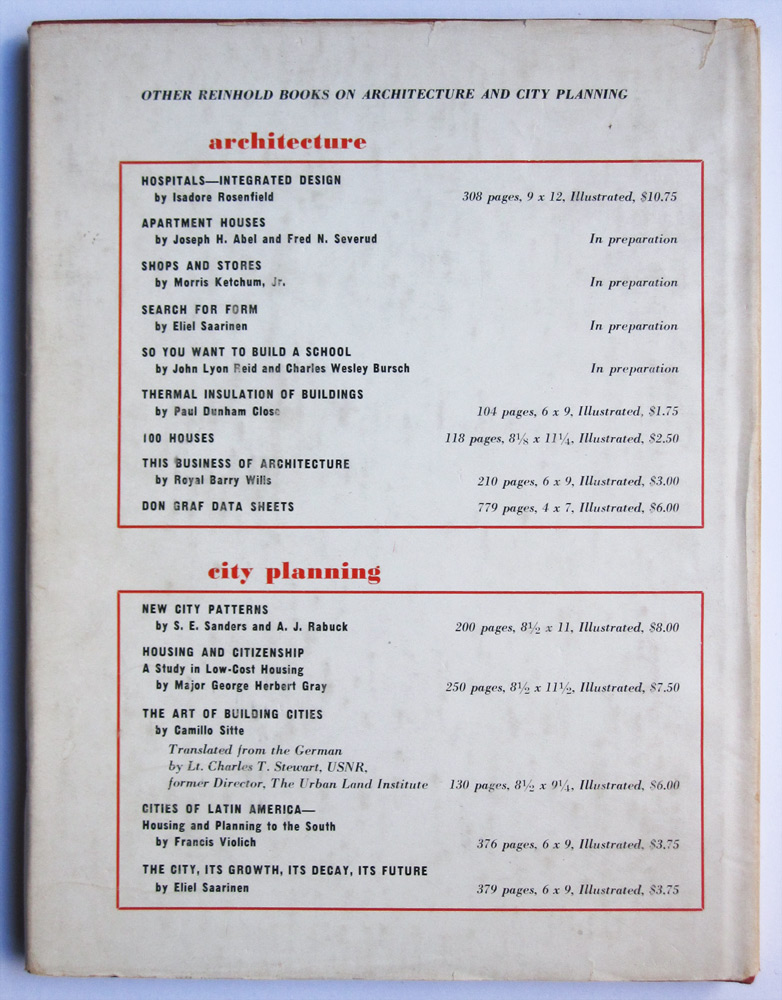 OTHER REINHOLD BOOKS ON ARCHITECTURE AND CITY PLANNING
architecture
HOSPITALS—INTEGRATED DESIGN
by Isadore Rosenfield 308 pages, 9 x 12, Illustrated, $10.75
APARTMENT HOUSES
by Joseph H. Abel and Fred N. Severud In preparation
SHOPS AND STORES
by Morris Ketchum, Jr. In preparation
SEARCH FOR FORM
by Eliel Saarinen In preparation
SO YOU WANT TO BUILD A SCHOOL
by John Lyon Reid and Charles Wesley Bursch In preparation
THERMAL INSULATION OF BUILDINGS
by Paul Dunham Close 104 pages, 6 x 9, Illustrated, $1.75
100 HOUSES 118 pages, 8⅛ x 11¼, Illustrated, $2.50
THIS BUSINESS OF ARCHITECTURE
by Royal Barry Wills 210 pages, 6 x 9, Illustrated, $3.00
DON GRAF DATA SHEETS 779 pages, 4 x 7, Illustrated, $6.00
city planning
NEW CITY PATTERNS
by S. E. Sanders and A. J. Rabuck 200 pages, 8½ x 11, Illustrated, $8.00
HOUSING AND CITIZENSHIP
A Study in Low-Cost Housing
by Major George Herbert Gray 250 pages, 8½ x 11½, Illustrated, $7.50
THE ART OF BUILDING CITIES
by Camillo Sitte
Translated from the German
by Lt. Charles T. Stewart, USNR,
former Director, The Urban Land Institute 130 pages, 8½ x 9¼, Illustrated, $6.00
CITIES OF LATIN AMERICA—
Housing and Planning to the South
by Francis Violich 376 pages, 6 x 9, Illustrated, $3.75
THE CITY, ITS GROWTH, ITS DECAY, ITS FUTURE
by Eliel Saarinen 379 pages, 6 x 9, Illustrated, $3.75